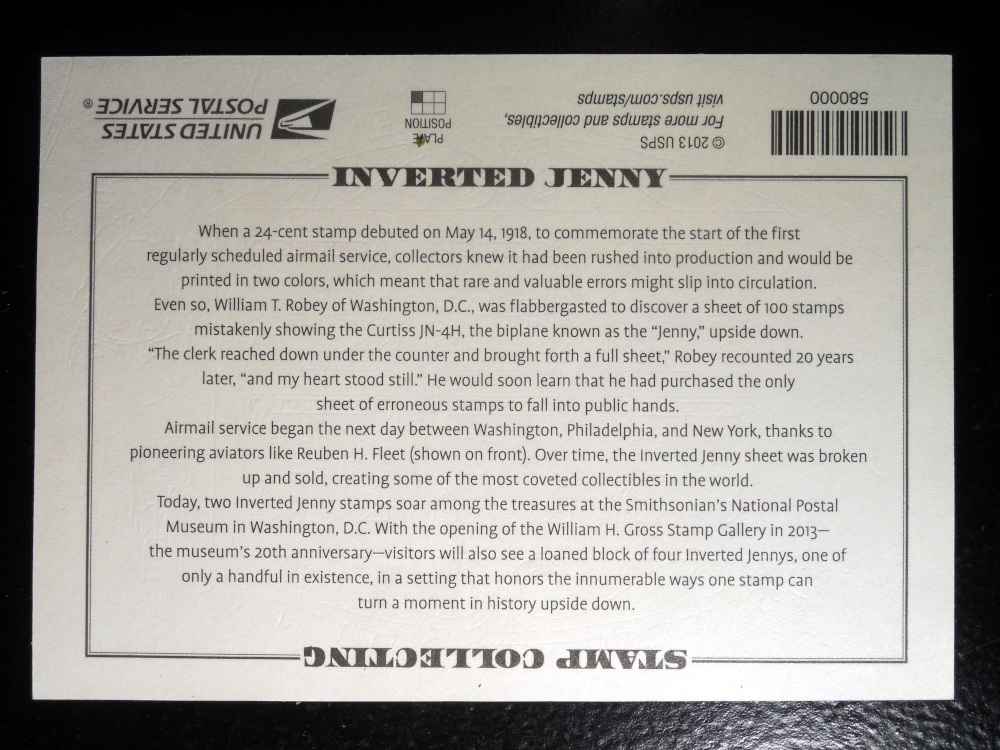 580000
© 2013 USPS
For more stamps and collectibles,
visit usps.com/stamps
PLATE
POSITION
UNITED STATES
POSTAL SERVICE®
INVERTED JENNY
When a 24-cent stamp debuted on May 14, 1918, to commemorate the start of the first
regularly scheduled airmail service, collectors knew it had been rushed into production and would be
printed in two colors, which meant that rare and valuable errors might slip into circulation.
Even so, William T. Robey of Washington, D.C., was flabbergasted to discover a sheet of 100 stamps
mistakenly showing the Curtiss JN-4H, the biplane known as the “Jenny,” upside down.
“The clerk reached down under the counter and brought forth a full sheet,” Robey recounted 20 years
later, “and my heart stood still.” He would soon learn that he had purchased the only
sheet of erroneous stamps to fall into public hands.
Airmail service began the next day between Washington, Philadelphia, and New York, thanks to
pioneering aviators like Reuben H. Fleet (shown on front). Over time, the Inverted Jenny sheet was broken
up and sold, creating some of the most coveted collectibles in the world.
Today, two Inverted Jenny stamps soar among the treasures at the Smithsonian’s National Postal
Museum in Washington, D.C. With the opening of the William H. Gross Stamp Gallery in 2013—
the museum’s 20th anniversary—visitors will also see a loaned block of four Inverted Jennys, one of
only a handful in existence, in a setting that honors the innumerable ways one stamp can
turn a moment in history upside down.
STAMP COLLECTING